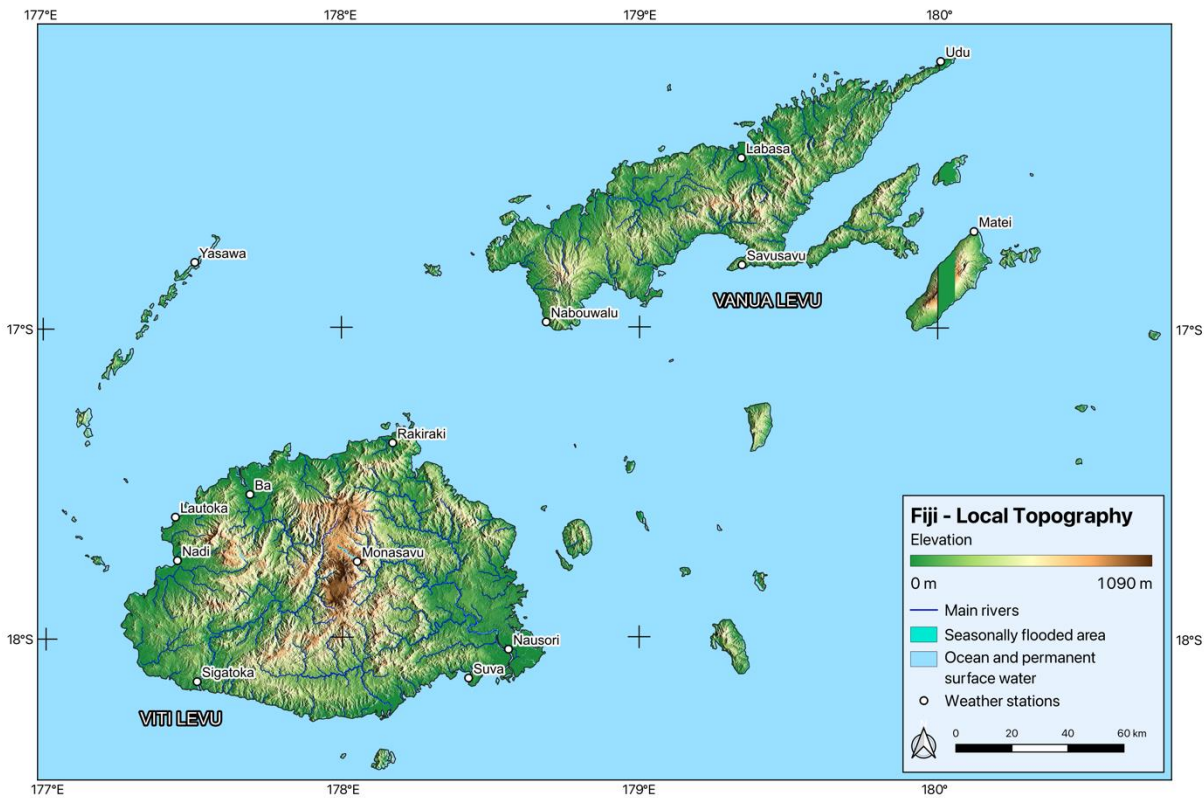 177°E
178°E
179°E
180°
Udu
Labasa
Matei
Yasawa
Savusavu
VANUA LEVU
Nabouwalu
17°S
17°S
Rakiraki
Ba
Lautoka
Nadi
Monasavu
18°S
18°S
Nausori
Suva
Sigatoka
VITI LEVU
Fiji - Local Topography
Elevation
0 m
1090 m
Main rivers
Seasonally flooded area
Ocean and permanent
surface water
Weather stations
0
20
40
60 km
177°E
178°E
179°E
180°